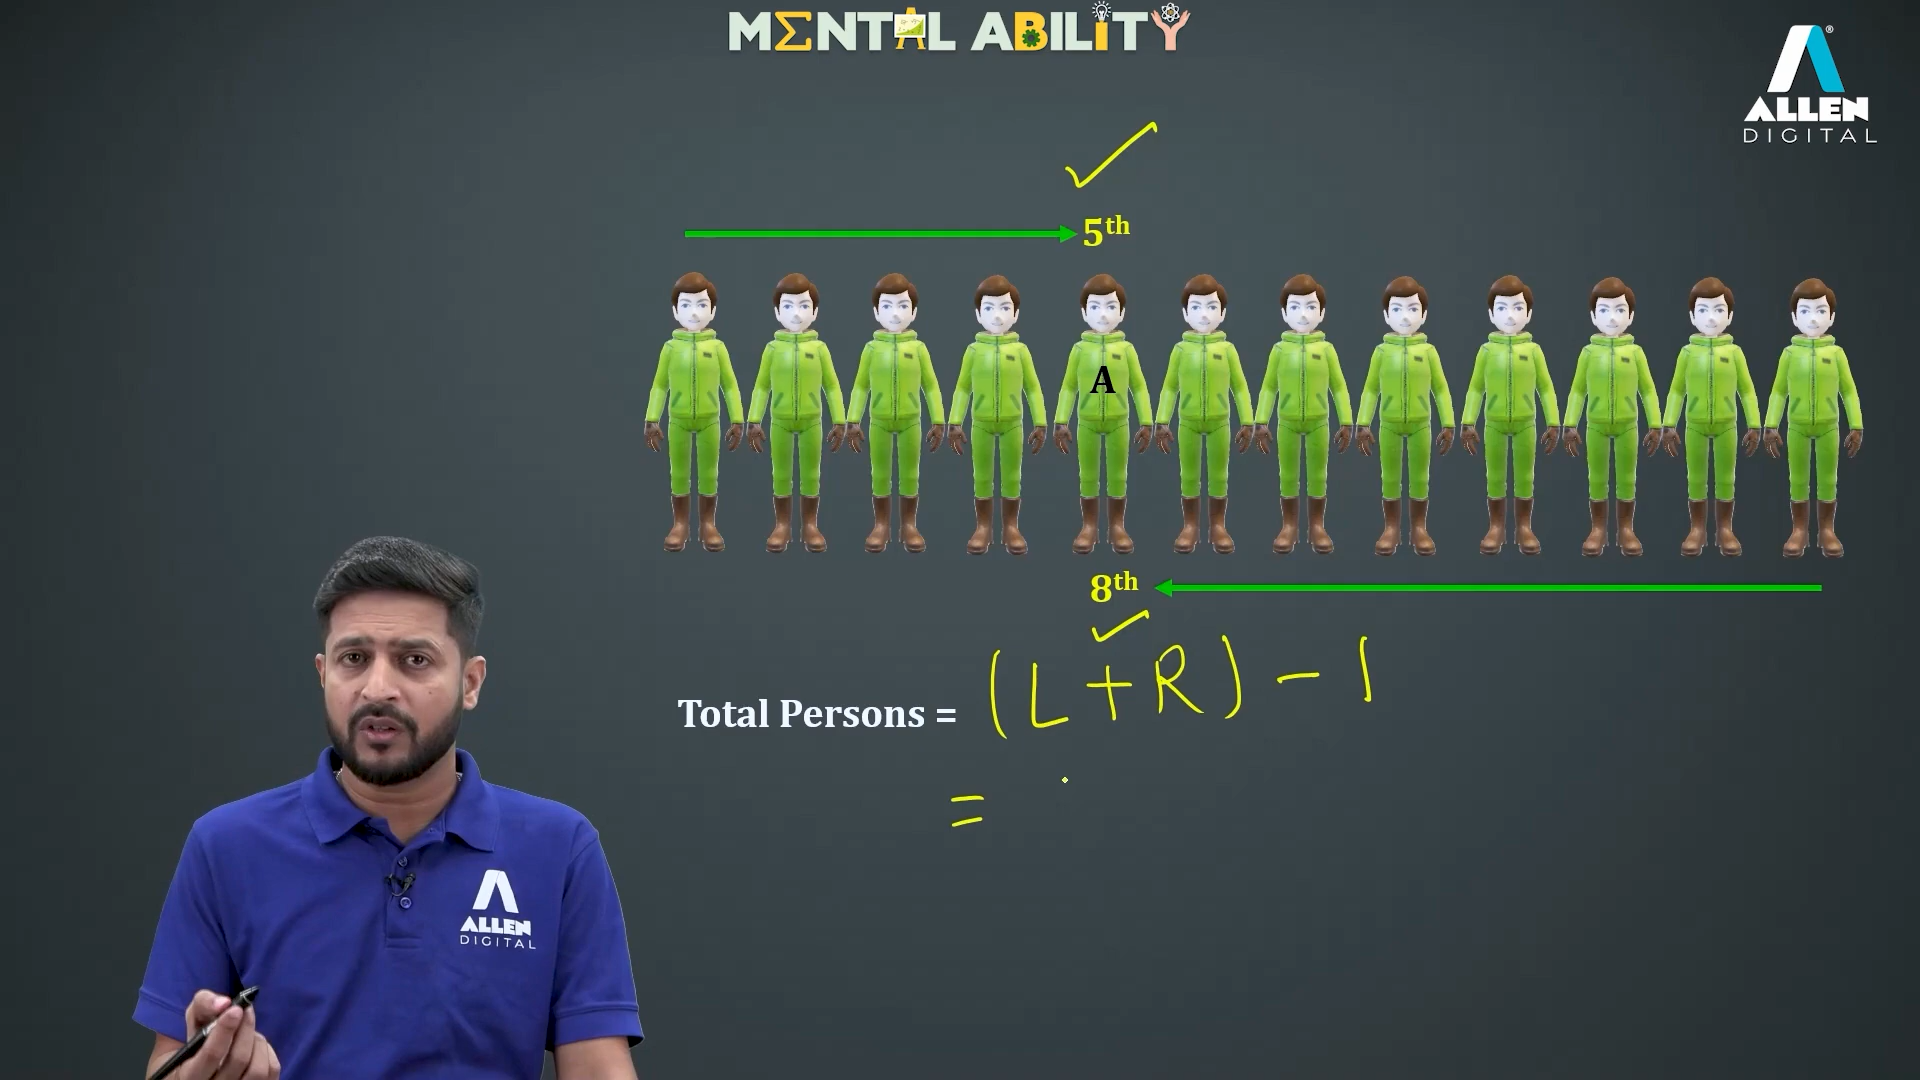 MENTAL ABILITY
ALLEN
DIGITAL
5th
A
8th
Total Persons = (L+R) - 1
=
ALLEN
DIGITAL